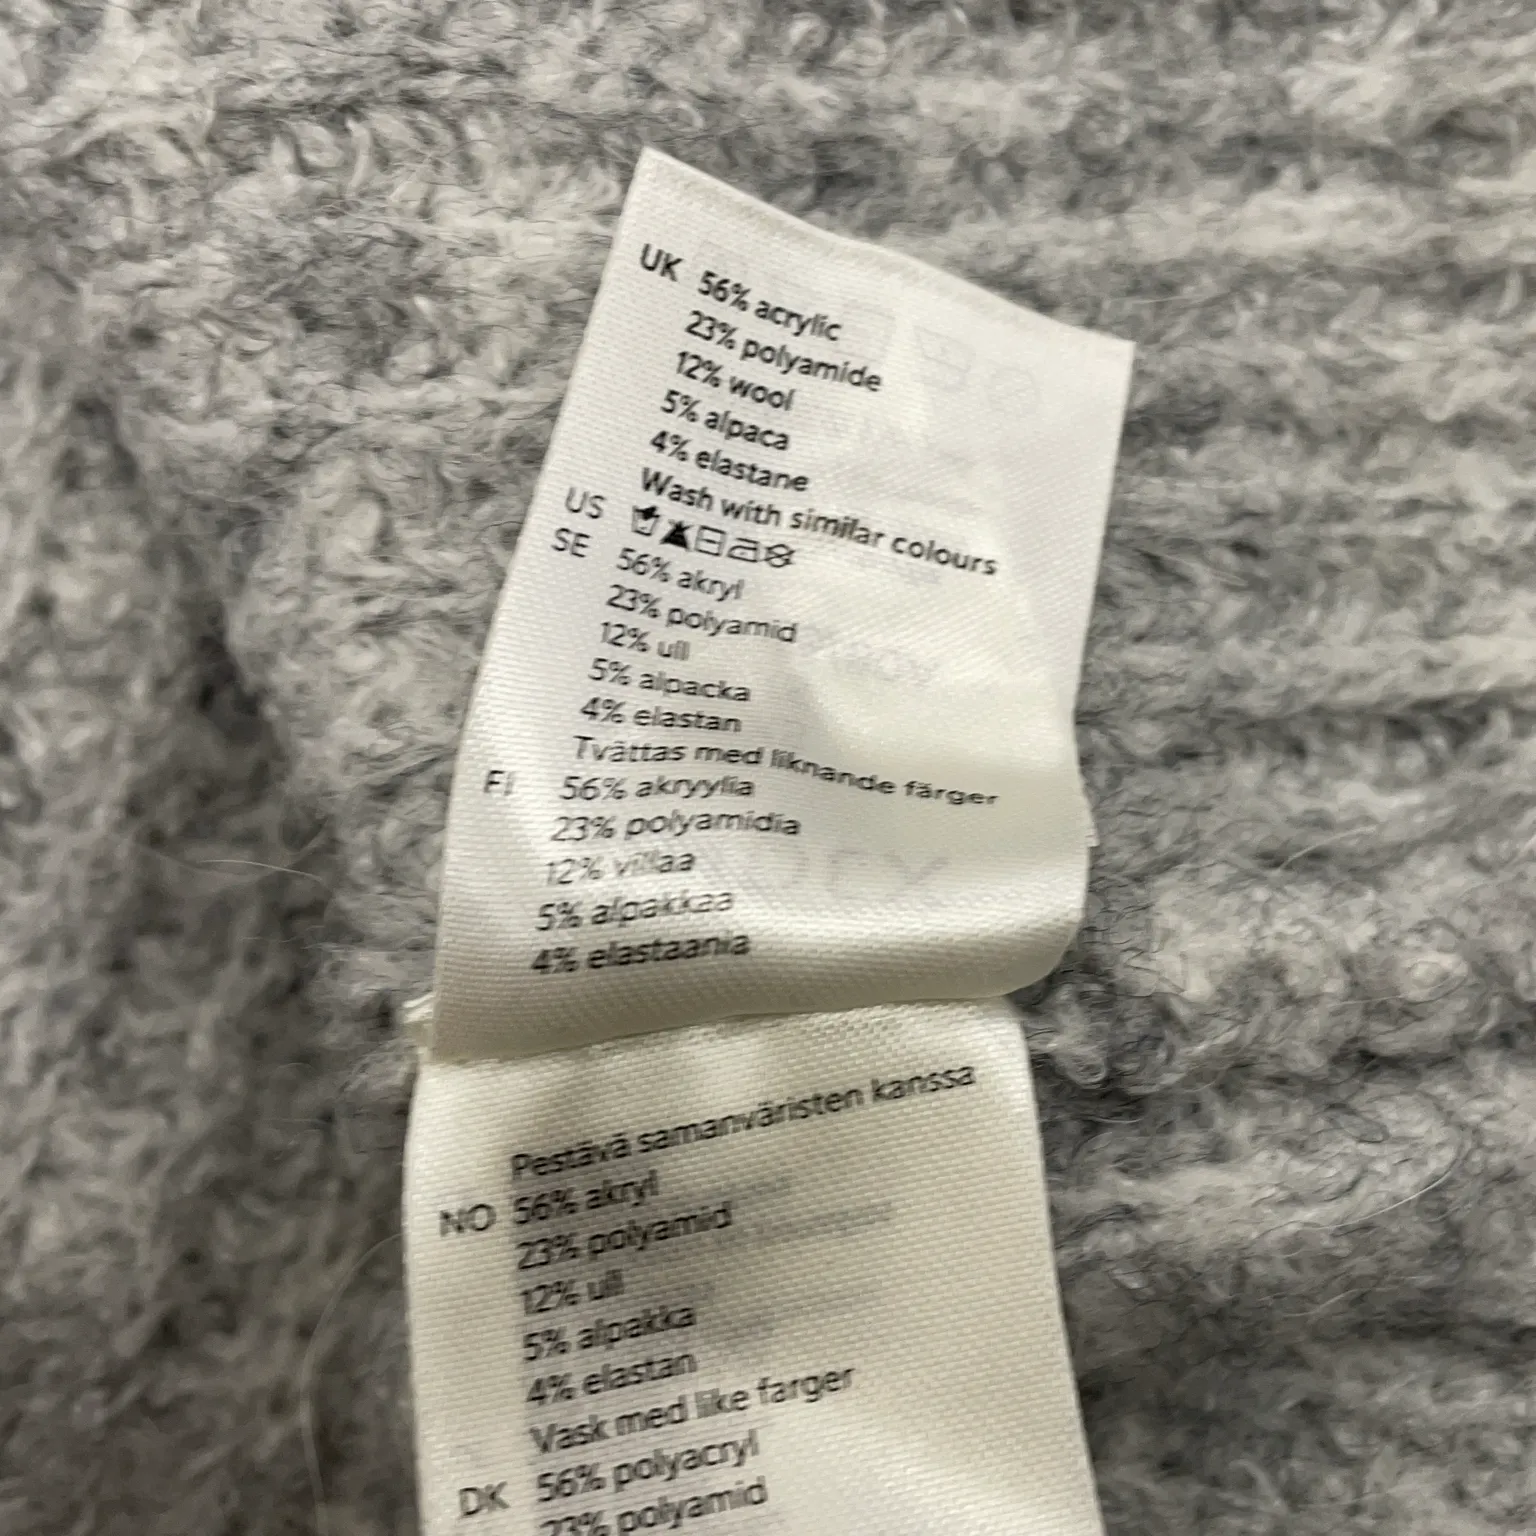 UK 56% acrylic
23% polyamide
12% wool
5% alpaca
4% elastane
Wash with similar colours
US
SE 56% akryl
23% polyamid
12% ull
5% alpacka
4% elastan
Tvättas med liknande färger
FI 56% akryylia
23% polyamidia
12% villaa
5% alpakkaa
4% elastaania
Pestävä samanväristen kanssa
NO 56% akryl
23% polyamid
12% ull
5% alpakka
4% elastan
Vask med like farger
DK 56% polyacryl
23% polyamid